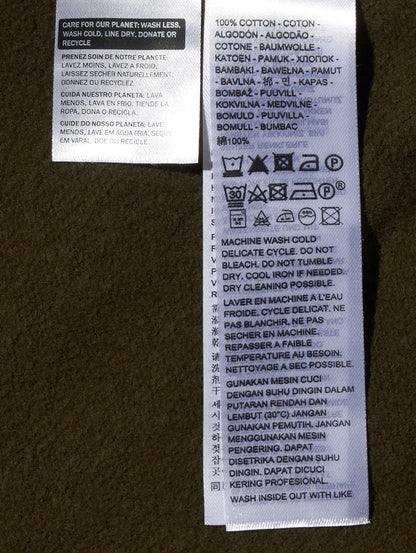 CARE FOR OUR PLANET: WASH LESS,
WASH COLD, LINE DRY, DONATE OR
RECYCLE
PRENEZ SOIN DE NOTRE PLANETE:
LAVEZ MOINS, LAVEZ A FROID,
LAISSEZ SECHER NATURELLEMENT,
DONNEZ OU RECYCLEZ
CUIDA NUESTRO PLANETA: LAVA
MENOS, LAVA EN FRIO, TIENDE LA
ROPA, DONA O RICICLA.
CUIDE DO NOSSO PLANETA: LAVE
MENOS, LAVE EM ÁGUA FRIA, SEQUE
EM VARAL, DOE OU RECICLE.
100% COTTON - COTON -
ALGODÓN - ALGODÃO -
COTONE - BAUMWOLLE -
KATOEN - PAMUK - ХЛОПОК -
BAMBAKI - BAWEŁNA - PAMUT
- BAVLNA - 棉 - 면 - KAPAS -
BOMBAŽ - PUUVILL -
KOKVILNA - MEDVILNĖ -
BOMULD - PUUVILLA -
BOMULL - BUMBAC
綿100%
30
MACHINE WASH COLD
DELICATE CYCLE. DO NOT
BLEACH. DO NOT TUMBLE
DRY. COOL IRON IF NEEDED.
DRY CLEANING POSSIBLE.
LAVER EN MACHINE A L'EAU
FROIDE. CYCLE DELICAT. NE
PAS BLANCHIR. NE PAS
SECHER EN MACHINE.
REPASSER A FAIBLE
TEMPERATURE AU BESOIN.
NETTOYAGE A SEC POSSIBLE.
GUNAKAN MESIN CUCI
DENGAN SUHU DINGIN DALAM
PUTARAN RENDAH DAN
LEMBUT (30°C) JANGAN
GUNAKAN PEMUTIH. JANGAN
MENGGUNAKAN MESIN
PENGERING. DAPAT
DISETRIKA DENGAN SUHU
DINGIN. DAPAT DICUCI
KERING PROFESIONAL.
WASH INSIDE OUT WITH LIKE